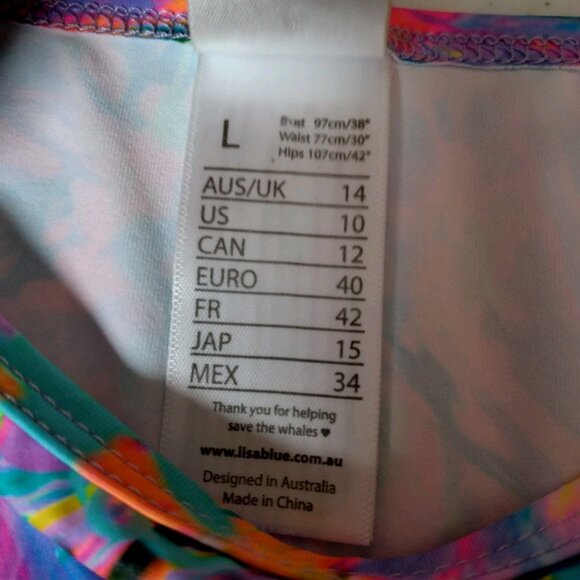 L
Bust 97cm/38"
Waist 77cm/30"
Hips 107cm/42"
AUS/UK 14
US 10
CAN 12
EURO 40
FR 42
JAP 15
MEX 34
Thank you for helping
save the whales ♥
www.lisablue.com.au
Designed in Australia
Made in China